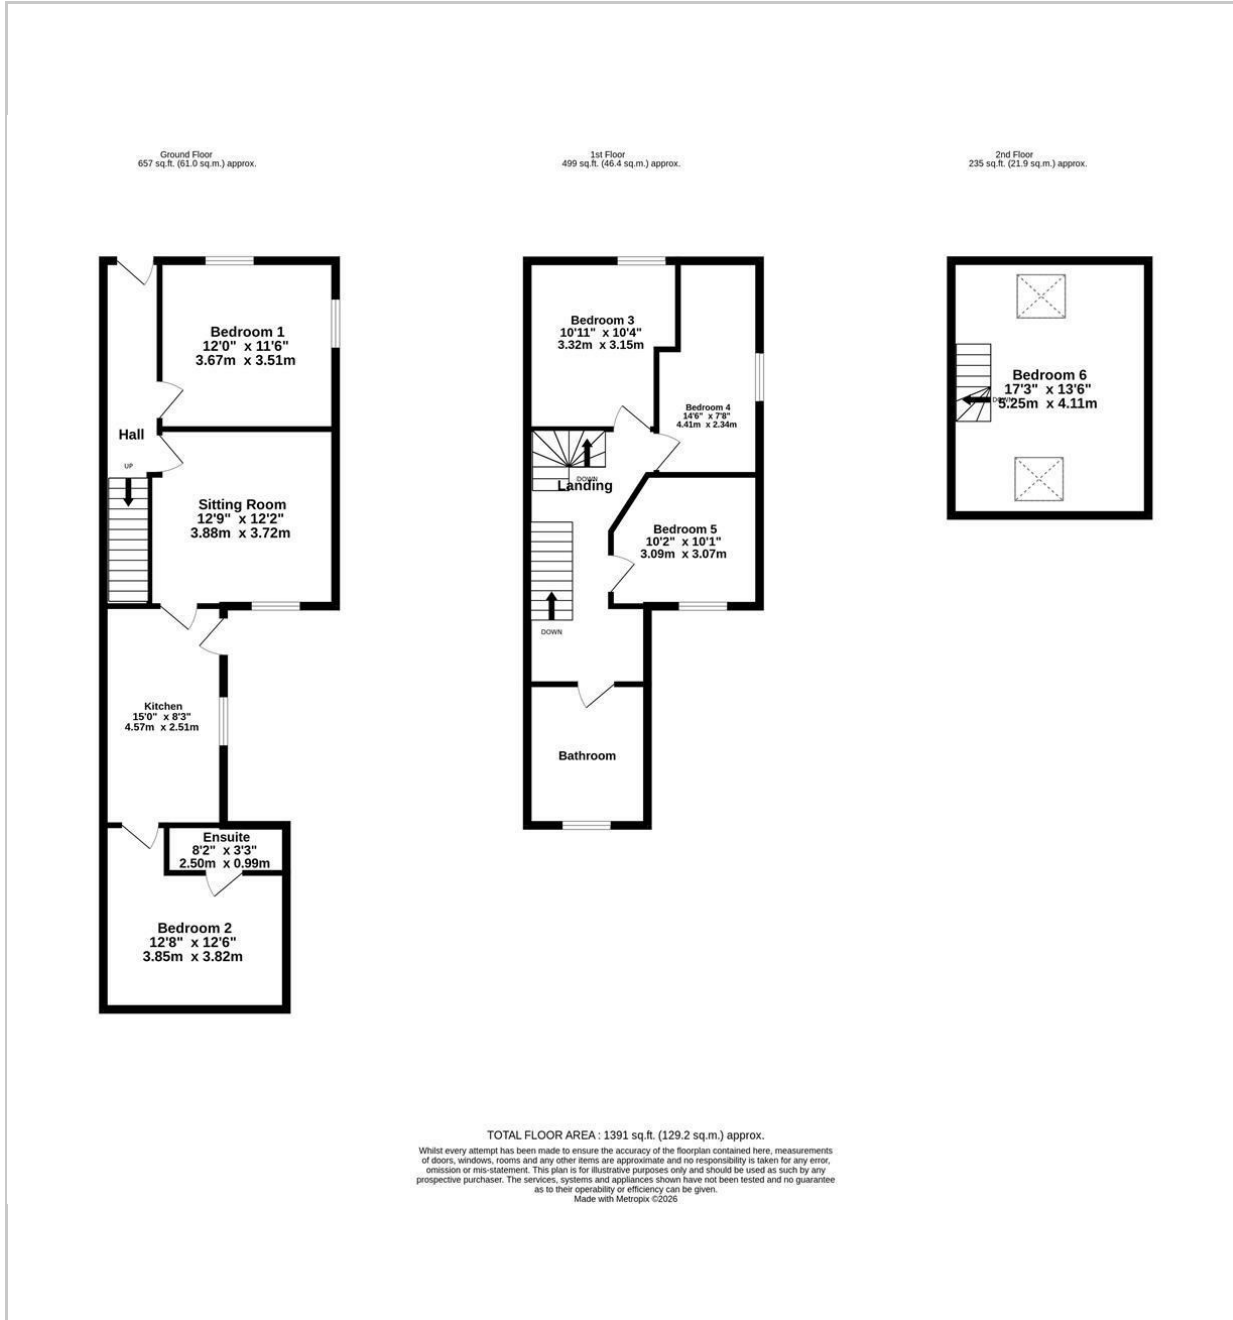 Ground Floor
657 sq.ft. (61.0 sq.m.) approx.
1st Floor
499 sq.ft. (46.4 sq.m.) approx.
2nd Floor
235 sq.ft. (21.9 sq.m.) approx.
Bedroom 1
12'0" x 11'6"
3.67m x 3.51m
Hall
UP
Sitting Room
12'9" x 12'2"
3.88m x 3.72m
Kitchen
15'0" x 8'3"
4.57m x 2.51m
Ensuite
8'2" x 3'3"
2.50m x 0.99m
Bedroom 2
12'8" x 12'6"
3.85m x 3.82m
Bedroom 3
10'11" x 10'4"
3.32m x 3.15m
Bedroom 4
14'6" x 7'8"
4.41m x 2.34m
DOWN
Landing
Bedroom 5
10'2" x 10'1"
3.09m x 3.07m
DOWN
Bathroom
Bedroom 6
17'3" x 13'6"
DOWN
5.25m x 4.11m
TOTAL FLOOR AREA : 1391 sq.ft. (129.2 sq.m.) approx.
Whilst every attempt has been made to ensure the accuracy of the floorplan contained here, measurements
of doors, windows, rooms and any other items are approximate and no responsibility is taken for any error,
omission or mis-statement. This plan is for illustrative purposes only and should be used as such by any
prospective purchaser. The services, systems and appliances shown have not been tested and no guarantee
as to their operability or efficiency can be given.
Made with Metropix ©2026